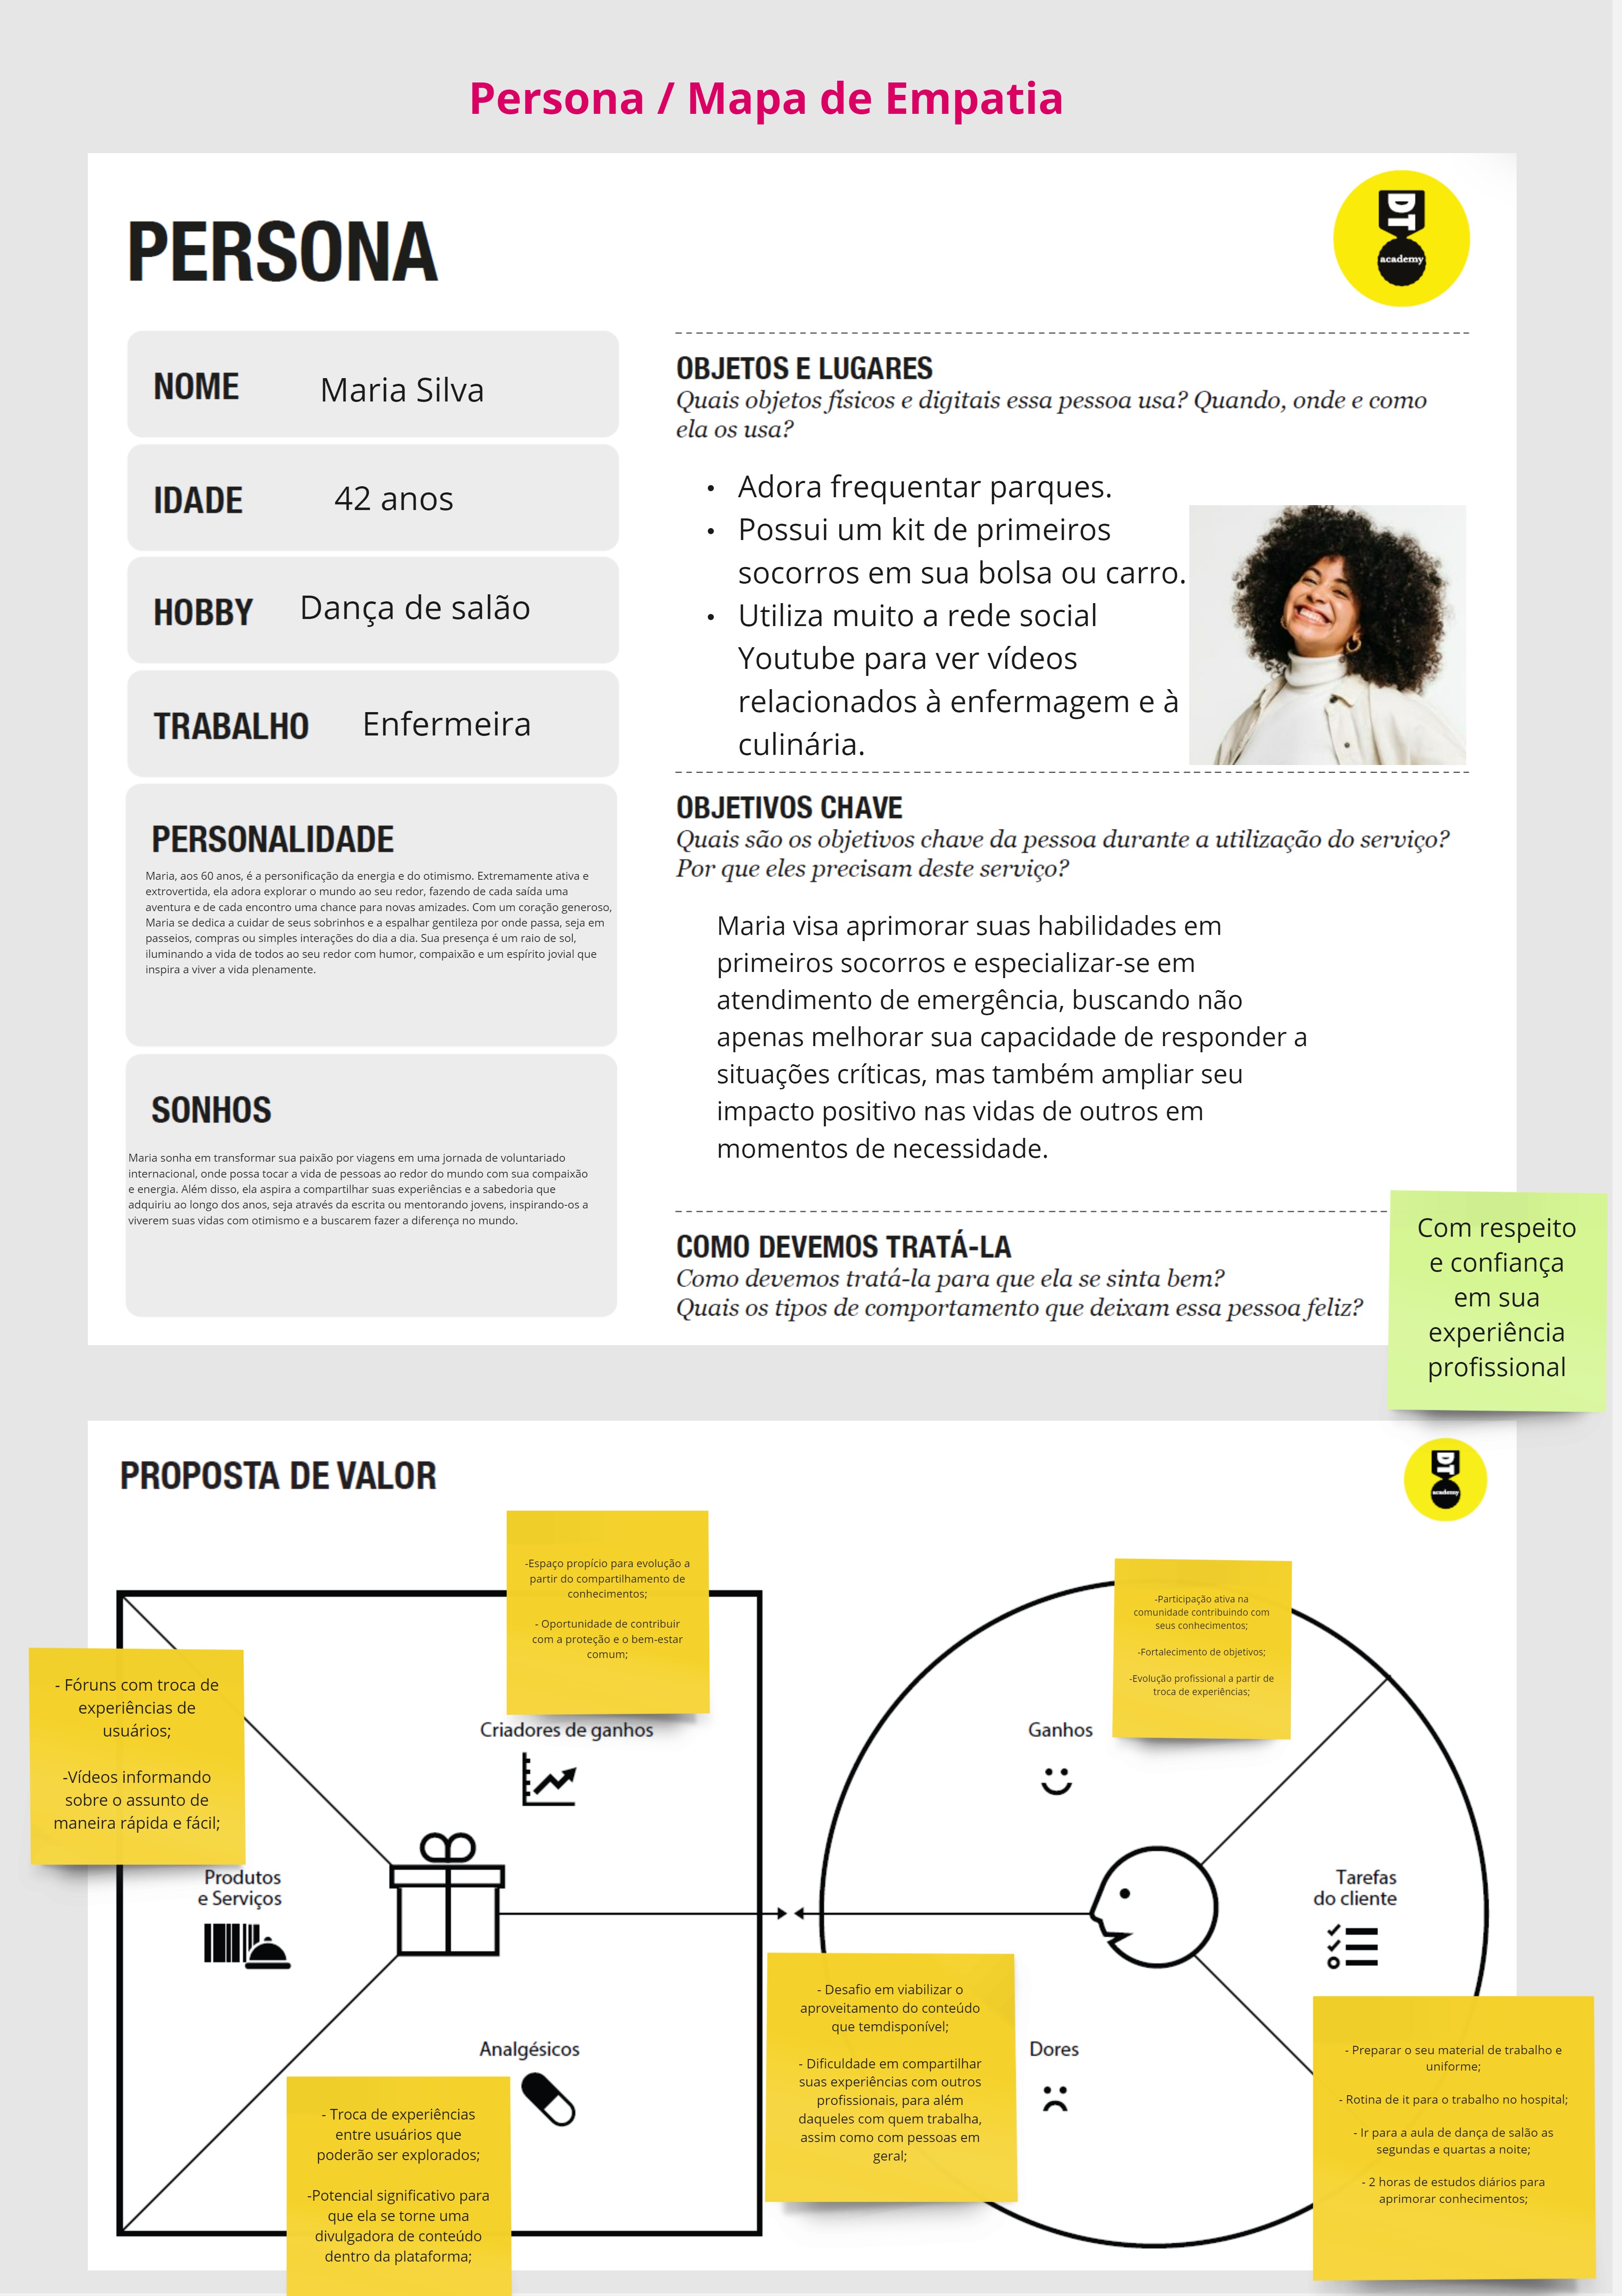 Persona / Mapa de Empatia
PERSONA
DT
academy
NOME
Maria Silva
IDADE
42 anos
HOBBY
Dança de salão
TRABALHO
Enfermeira
PERSONALIDADE
Maria, aos 60 anos, é a personificação da energia e do otimismo. Extremamente ativa e
extrovertida, ela adora explorar o mundo ao seu redor, fazendo de cada saída uma
aventura e de cada encontro uma chance para novas amizades. Com um coração generoso,
Maria se dedica a cuidar de seus sobrinhos e a espalhar gentileza por onde passa, seja em
passeios, compras ou simples interações do dia a dia. Sua presença é um raio de sol,
iluminando a vida de todos ao seu redor com humor, compaixão e um espírito jovial que
inspira a viver a vida plenamente.
SONHOS
Maria sonha em transformar sua paixão por viagens em uma jornada de voluntariado
internacional, onde possa tocar a vida de pessoas ao redor do mundo com sua compaixão
e energia. Além disso, ela aspira a compartilhar suas experiências e a sabedoria que
adquiriu ao longo dos anos, seja através da escrita ou mentorando jovens, inspirando-os a
viverem suas vidas com otimismo e a buscarem fazer a diferença no mundo.
OBJETOS E LUGARES
Quais objetos físicos e digitais essa pessoa usa? Quando, onde e como
ela os usa?
• Adora frequentar parques.
• Possui um kit de primeiros
socorros em sua bolsa ou carro.
• Utiliza muito a rede social
Youtube para ver vídeos
relacionados à enfermagem e à
culinária.
OBJETIVOS CHAVE
Quais são os objetivos chave da pessoa durante a utilização do serviço?
Por que eles precisam deste serviço?
Maria visa aprimorar suas habilidades em
primeiros socorros e especializar-se em
atendimento de emergência, buscando não
apenas melhorar sua capacidade de responder a
situações críticas, mas também ampliar seu
impacto positivo nas vidas de outros em
momentos de necessidade.
COMO DEVEMOS TRATÁ-LA
Como devemos tratá-la para que ela se sinta bem?
Quais os tipos de comportamento que deixam essa pessoa feliz?
Com respeito
e confiança
em sua
experiência
profissional
PROPOSTA DE VALOR
DT
academy
-Espaço propício para evolução a
partir do compartilhamento de
conhecimentos;
- Oportunidade de contribuir
com a proteção e o bem-estar
comum;
Criadores de ganhos
- Fóruns com troca de
experiências de
usuários;
-Vídeos informando
sobre o assunto de
maneira rápida e fácil;
Produtos
e Serviços
Analgésicos
- Troca de experiências
entre usuários que
poderão ser explorados;
-Potencial significativo para
que ela se torne uma
divulgadora de conteúdo
dentro da plataforma;
-Participação ativa na
comunidade contribuindo com
seus conhecimentos;
-Fortalecimento de objetivos;
-Evolução profissional a partir de
troca de experiências;
Ganhos
Tarefas
do cliente
Dores
- Desafio em viabilizar o
aproveitamento do conteúdo
que temdisponível;
- Dificuldade em compartilhar
suas experiências com outros
profissionais, para além
daqueles com quem trabalha,
assim como com pessoas em
geral;
- Preparar o seu material de trabalho e
uniforme;
- Rotina de it para o trabalho no hospital;
- Ir para a aula de dança de salão as
segundas e quartas a noite;
- 2 horas de estudos diários para
aprimorar conhecimentos;